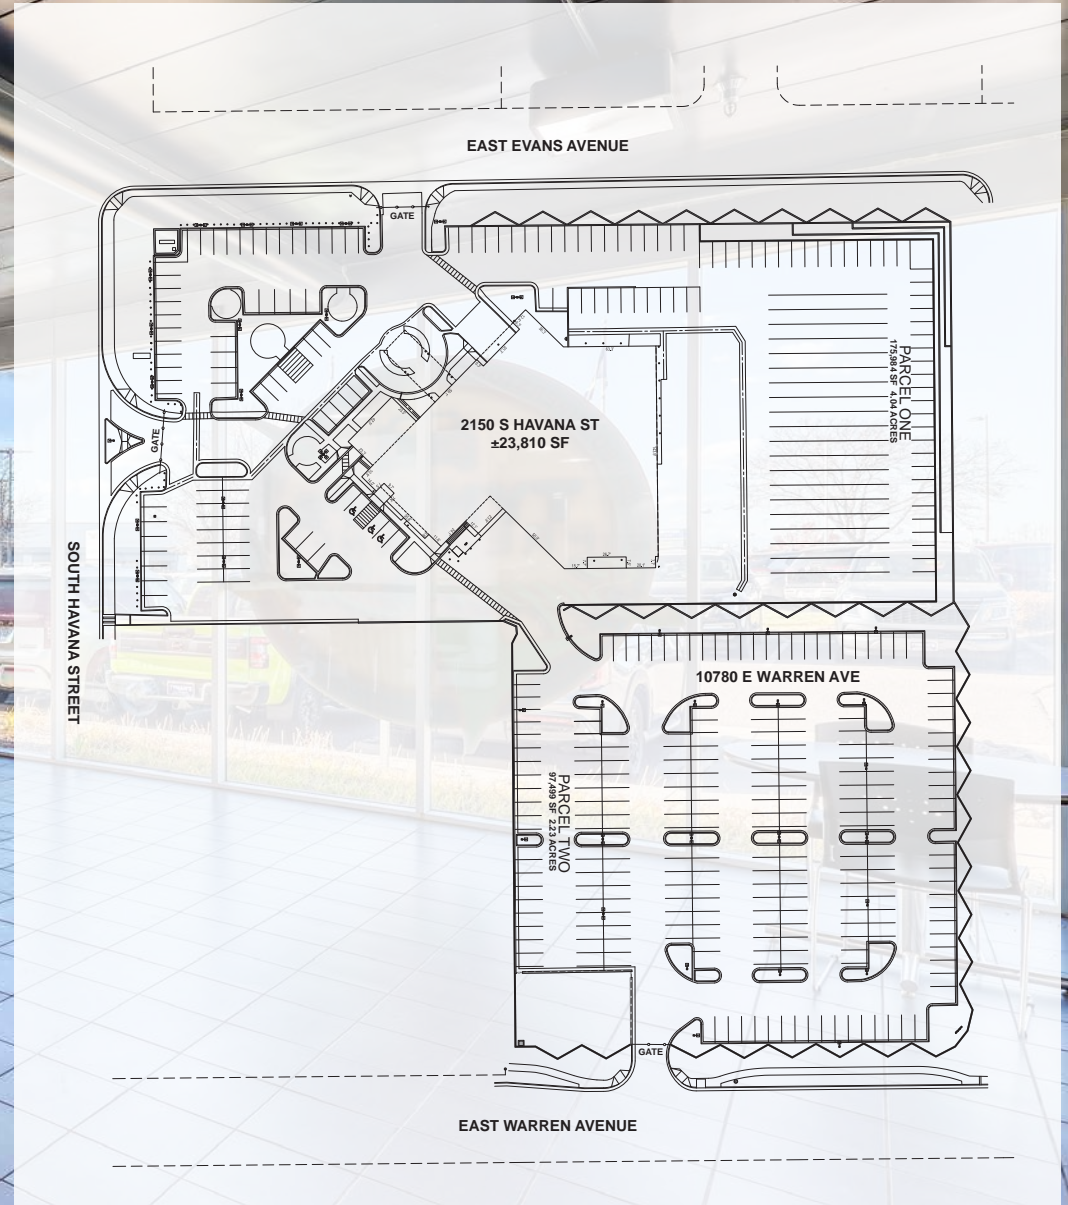 EAST EVANS AVENUE
GATE
PARCEL ONE
175,984 SF 4.04 ACRES
2150 S HAVANA ST
±23,810 SF
GATE
SOUTH HAVANA STREET
10780 E WARREN AVE
PARCEL TWO
97,499 SF 2.23 ACRES
GATE
EAST WARREN AVENUE